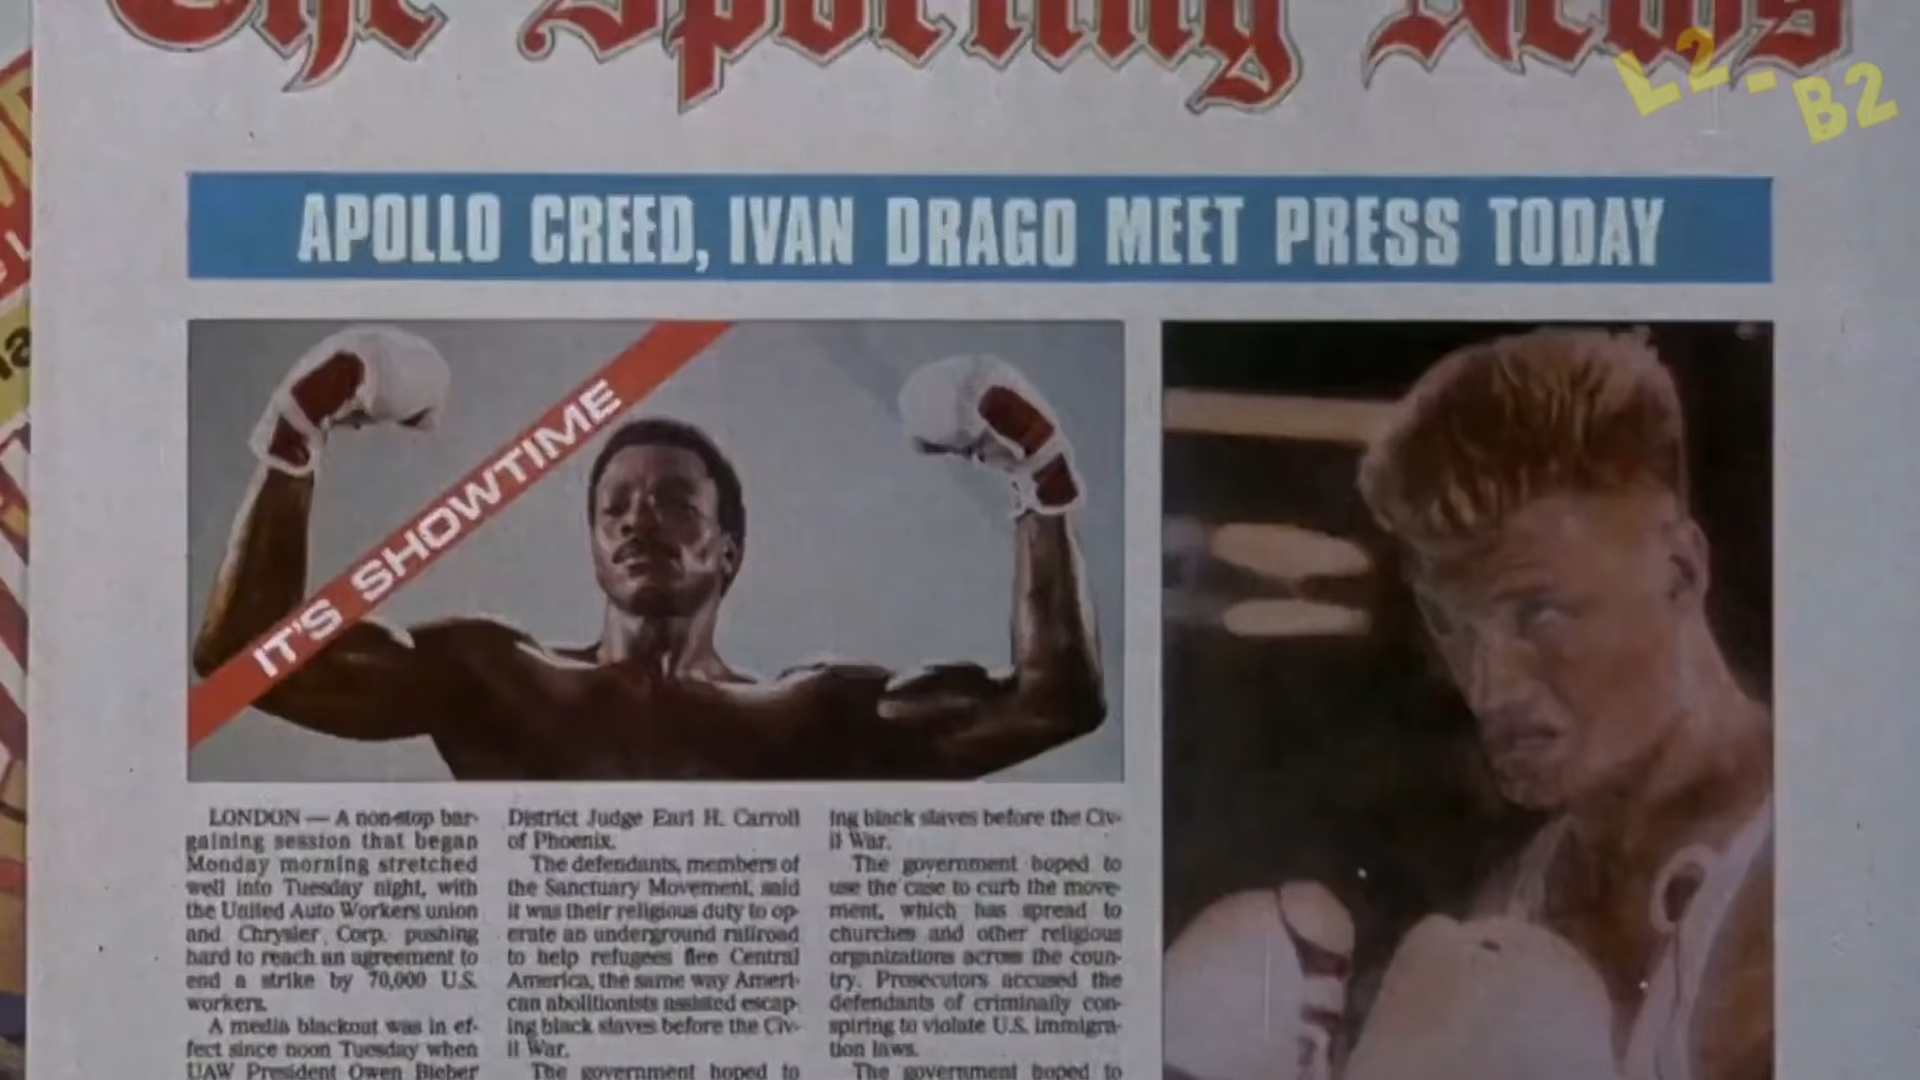 The Sporting News
L2-B2
APOLLO CREED, IVAN DRAGO MEET PRESS TODAY
IT'S SHOWTIME
LONDON — A non-stop bar-
gaining session that began
Monday morning stretched
well into Tuesday night, with
the United Auto Workers union
and Chrysler Corp. pushing
hard to reach an agreement to
end a strike by 70,000 U.S.
workers.
A media blackout was in ef-
fect since noon Tuesday when
UAW President Owen Bieber
District Judge Earl H. Carroll
of Phoenix.
The defendants, members of
the Sanctuary Movement, said
it was their religious duty to op-
erate an underground railroad
to help refugees flee Central
America, the same way Ameri-
can abolitionists assisted escap-
ing black slaves before the Civ-
il War.
The government hoped to
ing black slaves before the Civ-
il War.
The government hoped to
use the case to curb the move-
ment, which has spread to
churches and other religious
organizations across the coun-
try. Prosecutors accused the
defendants of criminally con-
spiring to violate U.S. immigra-
tion laws.
The government hoped to